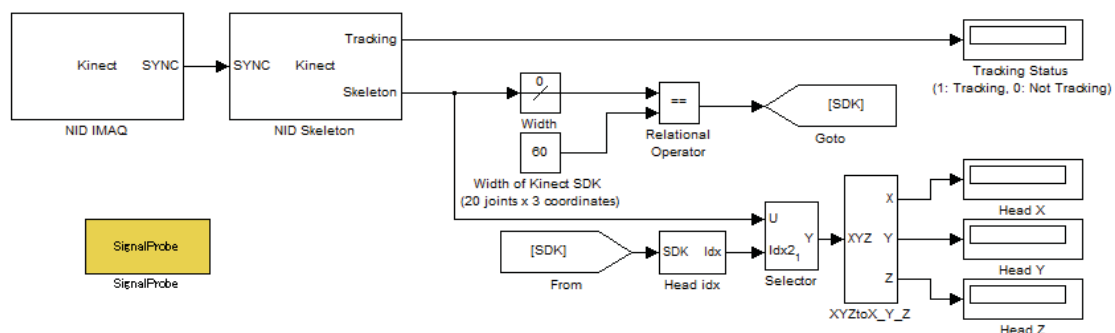 Kinect
SYNC
NID IMAQ
SYNC
Kinect
Tracking
Skeleton
NID Skeleton
Tracking Status
(1: Tracking, 0: Not Tracking)
0
Width
60
Width of Kinect SDK
(20 joints x 3 coordinates)
==
Relational
Operator
[SDK]
Goto
SignalProbe
SignalProbe
[SDK]
From
SDK
Idx
Head idx
U
Idx2
1
Y
Selector
XYZ
X
Y
Z
XYZtoX_Y_Z
Head X
Head Y
Head Z